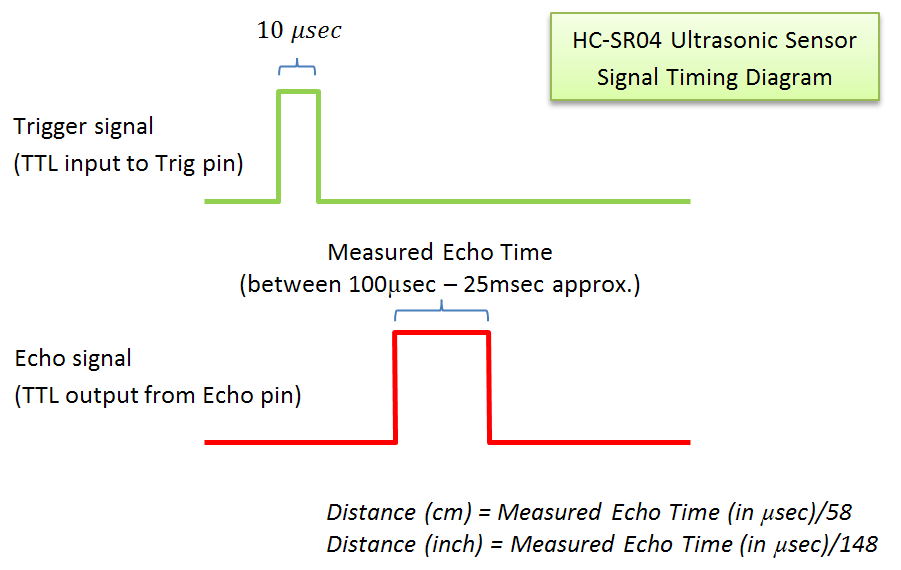 10 μsec
HC-SR04 Ultrasonic Sensor
Signal Timing Diagram
Trigger signal
(TTL input to Trig pin)
Measured Echo Time
(between 100μsec – 25msec approx.)
Echo signal
(TTL output from Echo pin)
Distance (cm) = Measured Echo Time (in μsec)/58
Distance (inch) = Measured Echo Time (in μsec)/148